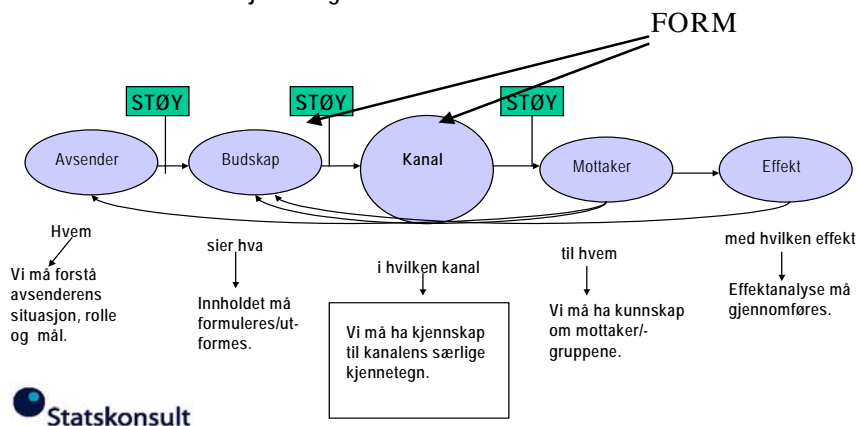 FORM
STØY
STØY
STØY
Avsender
Budskap
Kanal
Mottaker
Effekt
Hvem
sier hva
i hvilken kanal
til hvem
med hvilken effekt
Vi må forstå
avsenderens
situasjon, rolle
og mål.
Innholdet må
formuleres/ut-
formes.
Vi må ha kjennskap
til kanalens særlige
kjennetegn.
Vi må ha kunnskap
om mottaker/-
gruppene.
Effektanalyse må
gjennomføres.
Statskonsult